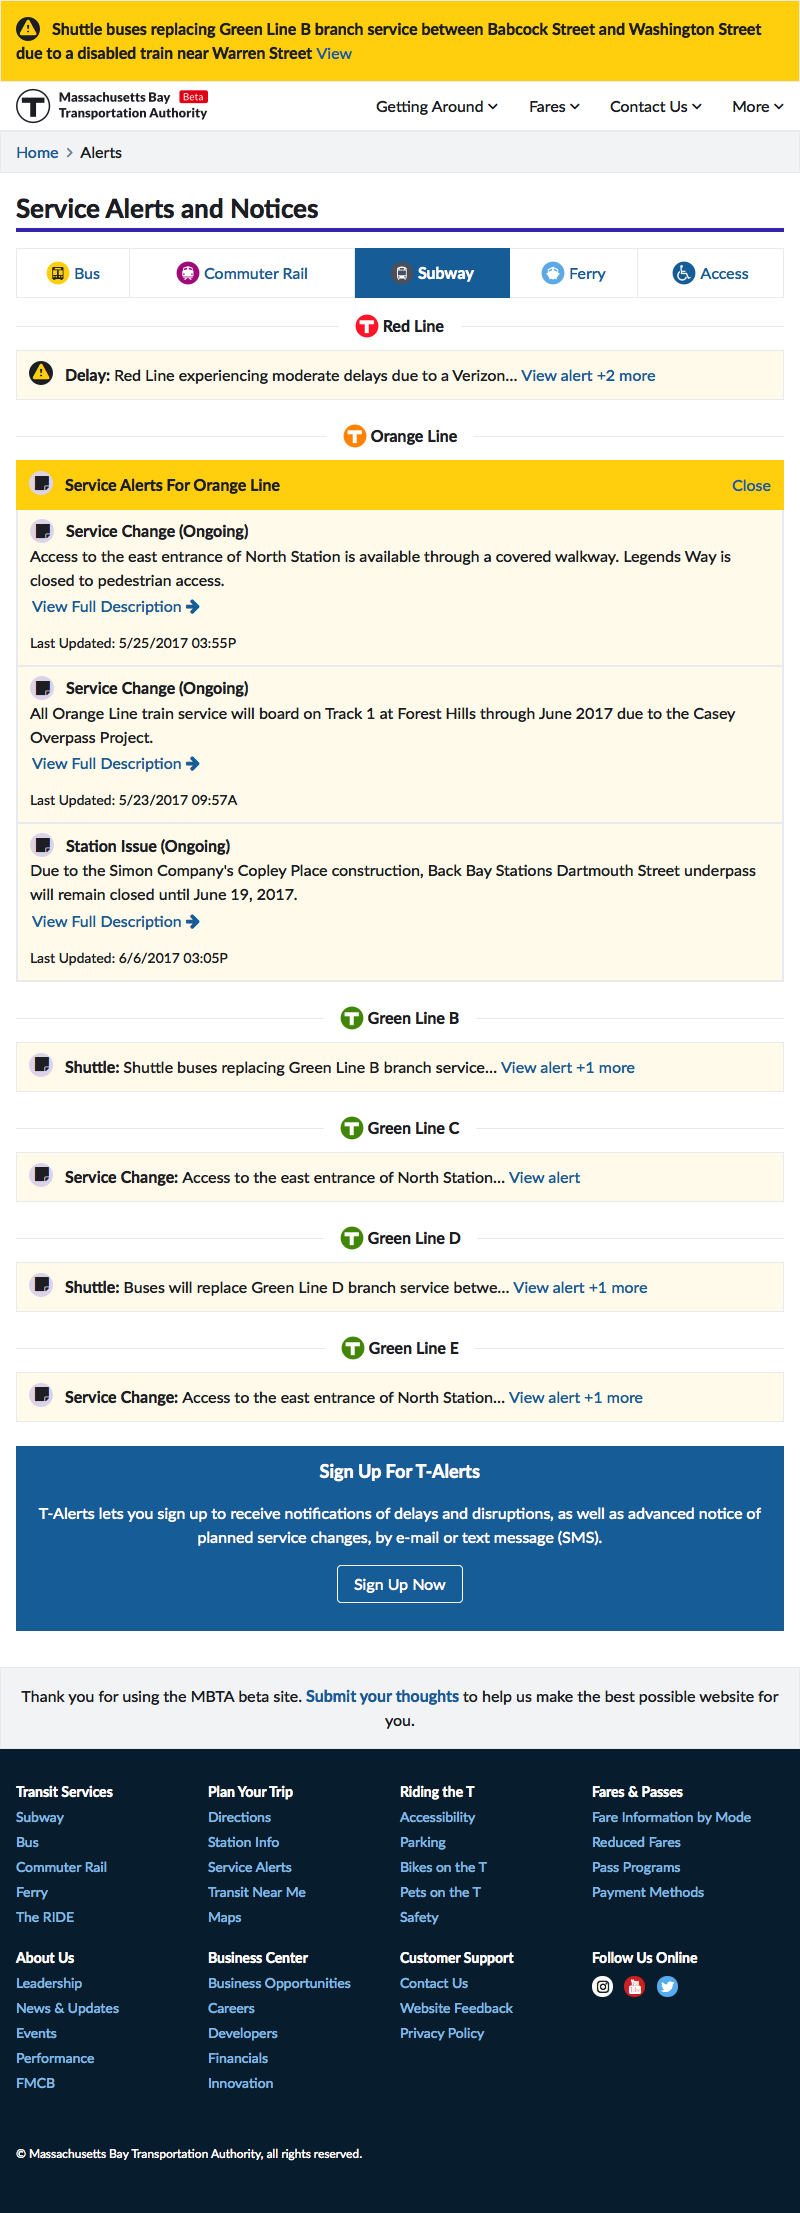 Shuttle buses replacing Green Line B branch service between Babcock Street and Washington Street
due to a disabled train near Warren Street View
Massachusetts Bay Beta
Transportation Authority
Getting Around Fares Contact Us More
Home > Alerts
Service Alerts and Notices
Bus Commuter Rail Subway Ferry Access
T Red Line
Delay: Red Line experiencing moderate delays due to a Verizon... View alert +2 more
T Orange Line
Service Alerts For Orange Line Close
Service Change (Ongoing)
Access to the east entrance of North Station is available through a covered walkway. Legends Way is
closed to pedestrian access.
View Full Description
Last Updated: 5/25/2017 03:55P
Service Change (Ongoing)
All Orange Line train service will board on Track 1 at Forest Hills through June 2017 due to the Casey
Overpass Project.
View Full Description
Last Updated: 5/23/2017 09:57A
Station Issue (Ongoing)
Due to the Simon Company's Copley Place construction, Back Bay Stations Dartmouth Street underpass
will remain closed until June 19, 2017.
View Full Description
Last Updated: 6/6/2017 03:05P
T Green Line B
Shuttle: Shuttle buses replacing Green Line B branch service... View alert +1 more
T Green Line C
Service Change: Access to the east entrance of North Station... View alert
T Green Line D
Shuttle: Buses will replace Green Line D branch service betwe... View alert +1 more
T Green Line E
Service Change: Access to the east entrance of North Station... View alert +1 more
Sign Up For T-Alerts
T-Alerts lets you sign up to receive notifications of delays and disruptions, as well as advanced notice of
planned service changes, by e-mail or text message (SMS).
Sign Up Now
Thank you for using the MBTA beta site. Submit your thoughts to help us make the best possible website for
you.
Transit Services
Subway
Bus
Commuter Rail
Ferry
The RIDE
Plan Your Trip
Directions
Station Info
Service Alerts
Transit Near Me
Maps
Riding the T
Accessibility
Parking
Bikes on the T
Pets on the T
Safety
Fares & Passes
Fare Information by Mode
Reduced Fares
Pass Programs
Payment Methods
About Us
Leadership
News & Updates
Events
Performance
FMCB
Business Center
Business Opportunities
Careers
Developers
Financials
Innovation
Customer Support
Contact Us
Website Feedback
Privacy Policy
Follow Us Online
© Massachusetts Bay Transportation Authority, all rights reserved.